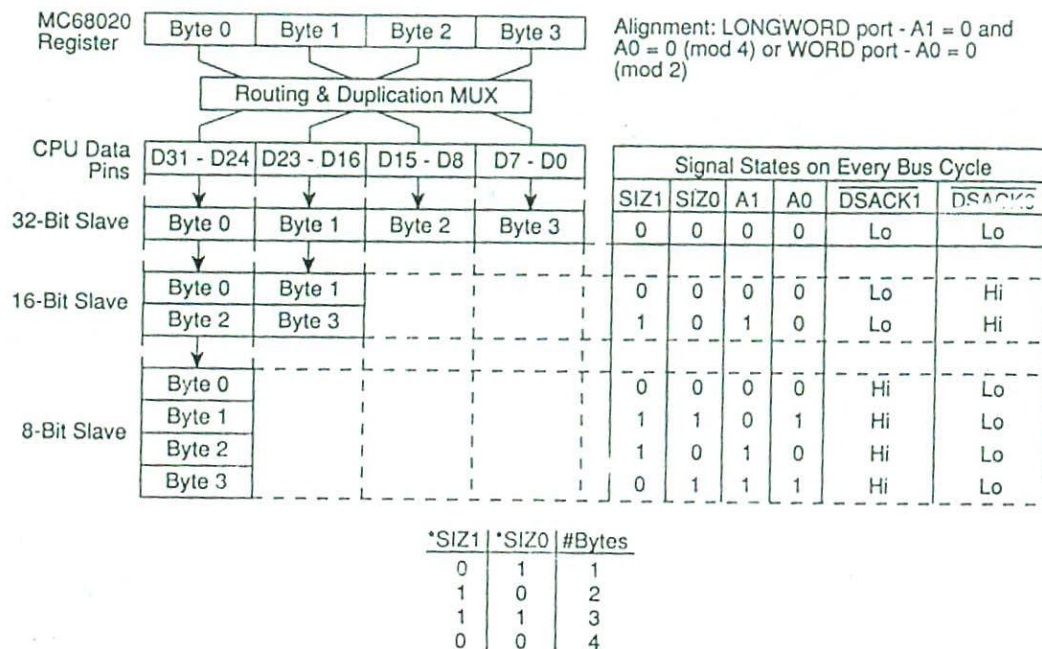 MC68020
Register
Byte 0 Byte 1 Byte 2 Byte 3
Alignment: LONGWORD port - A1 = 0 and
A0 = 0 (mod 4) or WORD port - A0 = 0
(mod 2)
Routing & Duplication MUX
CPU Data
Pins
D31 - D24 D23 - D16 D15 - D8 D7 - D0
Signal States on Every Bus Cycle
SIZ1 SIZ0 A1 A0 DSACK1
32-Bit Slave Byte 0 Byte 1 Byte 2 Byte 3 0 0 0 0 Lo Lo
16-Bit Slave
Byte 0 Byte 1 0 0 0 0 Lo Hi
Byte 2 Byte 3 1 0 1 0 Lo Hi
8-Bit Slave
Byte 0 0 0 0 0 Hi Lo
Byte 1 1 1 0 1 Hi Lo
Byte 2 1 0 1 0 Hi Lo
Byte 3 0 1 1 1 Hi Lo
*SIZ1 *SIZ0 #Bytes
0 1 1
1 0 2
1 1 3
0 0 4